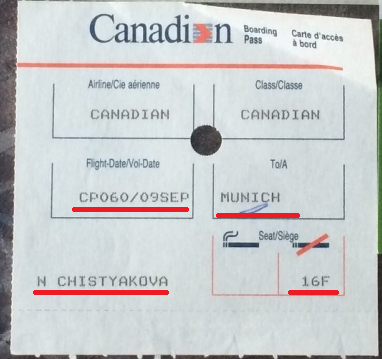 Canadian Boarding Pass Carte d'accès à bord
Airline/Cie aérienne Class/Classe
CANADIAN CANADIAN
Flight-Date/Vol-Date To/A
CP060/09SEP MUNICH
Seat/Siège
N CHISTYAKOVA 16F